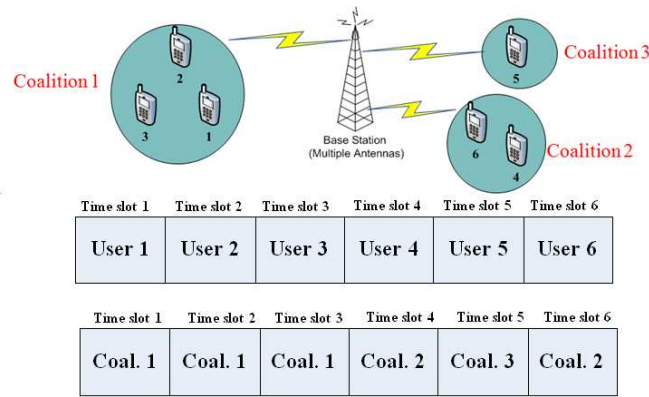 Coalition 1
2
3
1
Base Station
(Multiple Antennas)
Coalition 3
5
6
4
Coalition 2
Time slot 1 Time slot 2 Time slot 3 Time slot 4 Time slot 5 Time slot 6
User 1 User 2 User 3 User 4 User 5 User 6
Time slot 1 Time slot 2 Time slot 3 Time slot 4 Time slot 5 Time slot 6
Coal. 1 Coal. 1 Coal. 1 Coal. 2 Coal. 3 Coal. 2